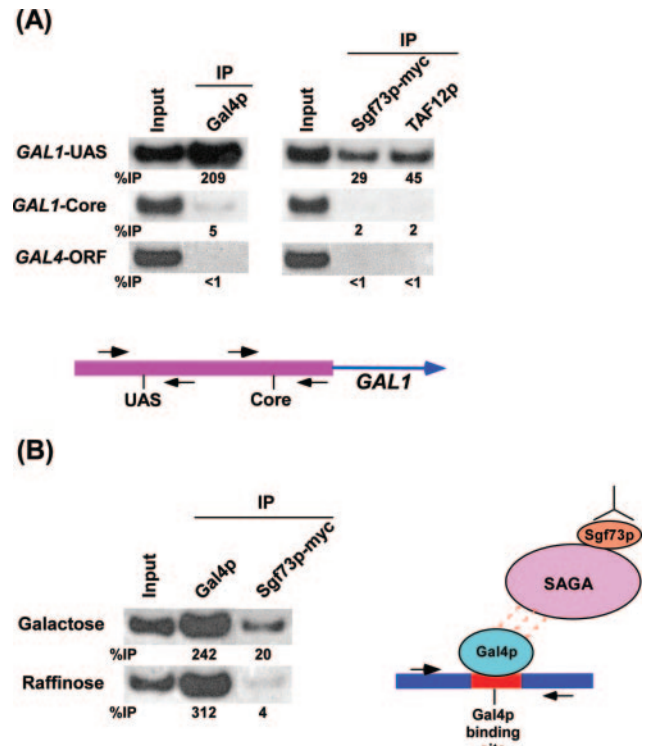 (A)
IP
IP
Input
Gal4p
Input
Sgf73p-myc
TAF12p
GAL1-UAS
%IP 209 29 45
GAL1-Core
%IP 5 2 2
GAL4-ORF
%IP <1 <1 <1
UAS
Core
GAL1
(B)
IP
Input
Gal4p
Sgf73p-myc
Galactose
%IP 242 20
Raffinose
%IP 312 4
Sgf73p
SAGA
Gal4p
Gal4p
binding